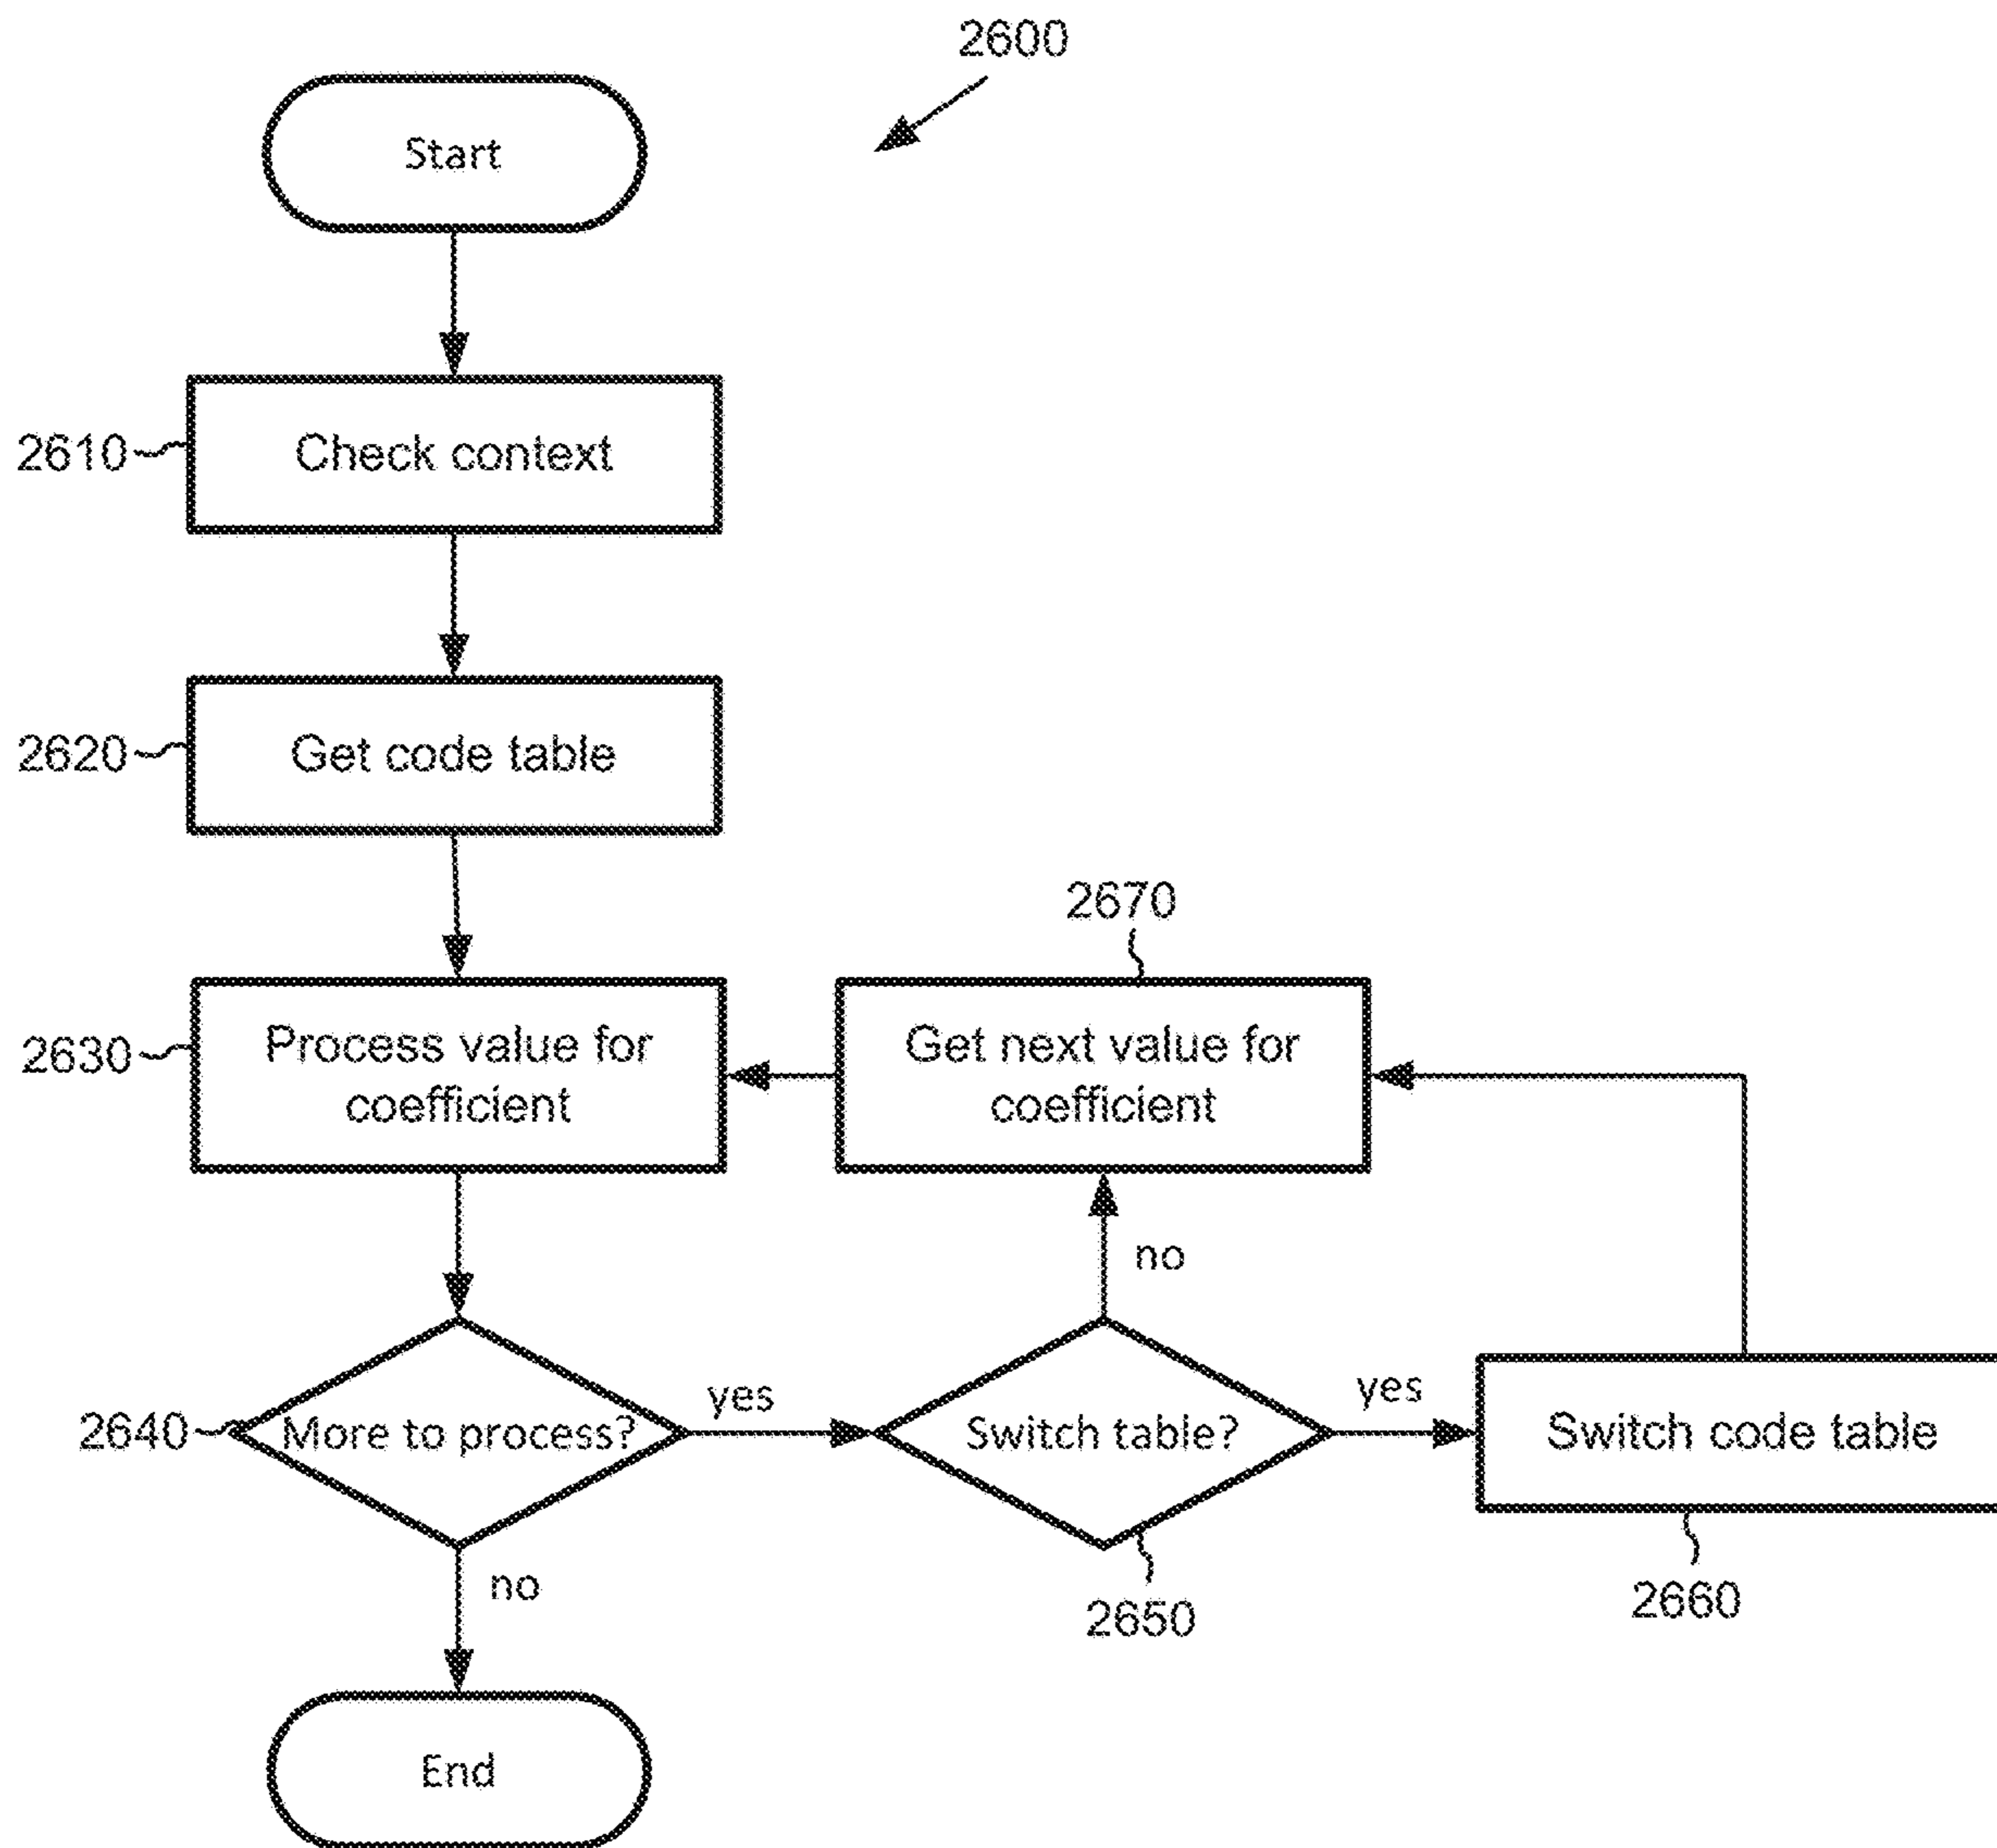 2600
Start
2610
Check context
2620
Get code table
2670
2630
Process value for
coefficient
Get next value for
coefficient
no
2640
More to process?
yes
Switch table?
yes
Switch code table
no
2650
2660
End